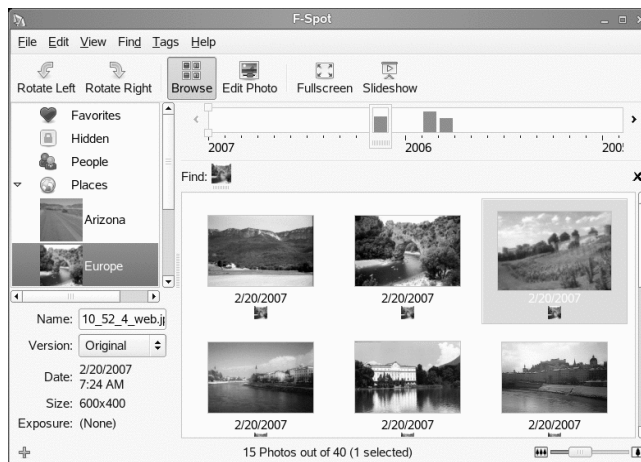 F-Spot
File Edit View Find Tags Help
Rotate Left Rotate Right Browse Edit Photo Fullscreen Slideshow
Favorites
Hidden
People
Places
Arizona
Europe
2007 2006 200
Find:
2/20/2007 2/20/2007 2/20/2007
2/20/2007 2/20/2007 2/20/2007
Name: 10_52_4_web.jp
Version: Original
Date: 2/20/2007
7:24 AM
Size: 600x400
Exposure: (None)
15 Photos out of 40 (1 selected)